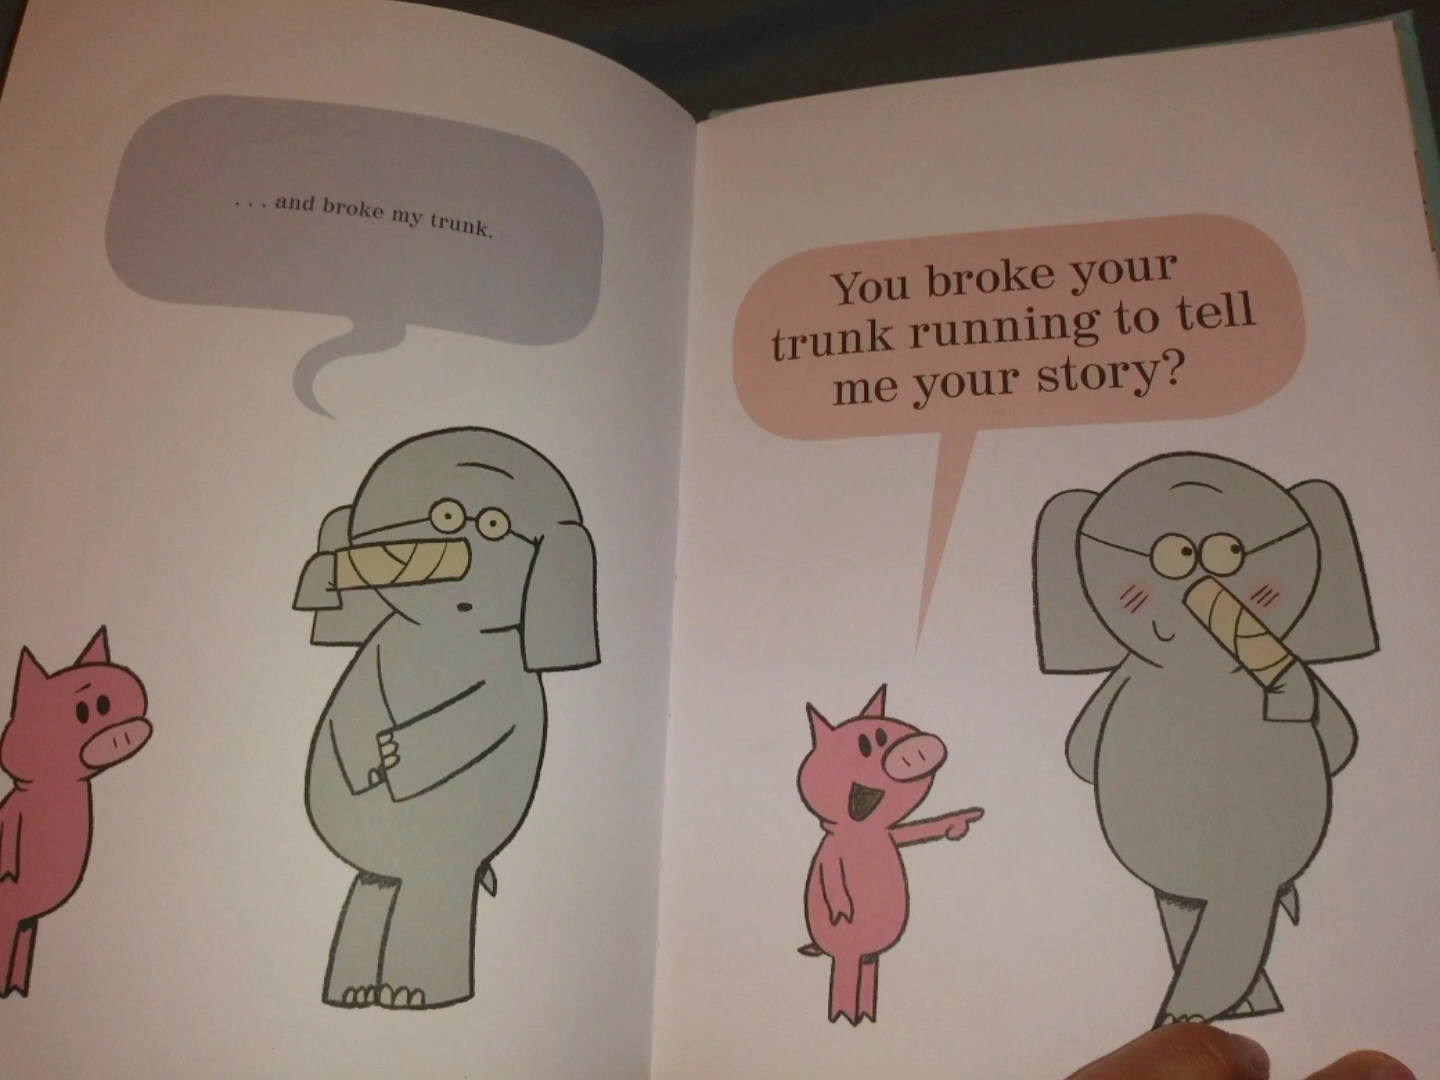 . . . and broke my trunk.
You broke your
trunk running to tell
me your story?